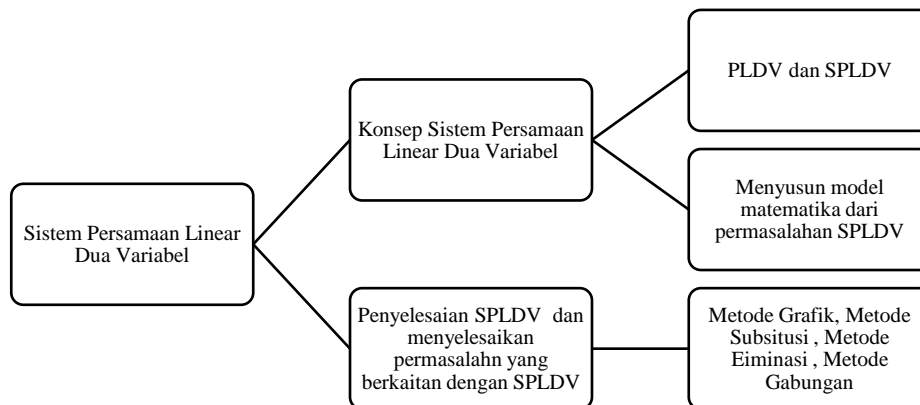 Sistem Persamaan Linear
Dua Variabel
Konsep Sistem Persamaan
Linear Dua Variabel
PLDV dan SPLDV
Menyusun model
matematika dari
permasalahan SPLDV
Penyelesaian SPLDV dan
menyelesaikan
permasalahn yang
berkaitan dengan SPLDV
Metode Grafik, Metode
Subsitusi , Metode
Eiminasi , Metode
Gabungan